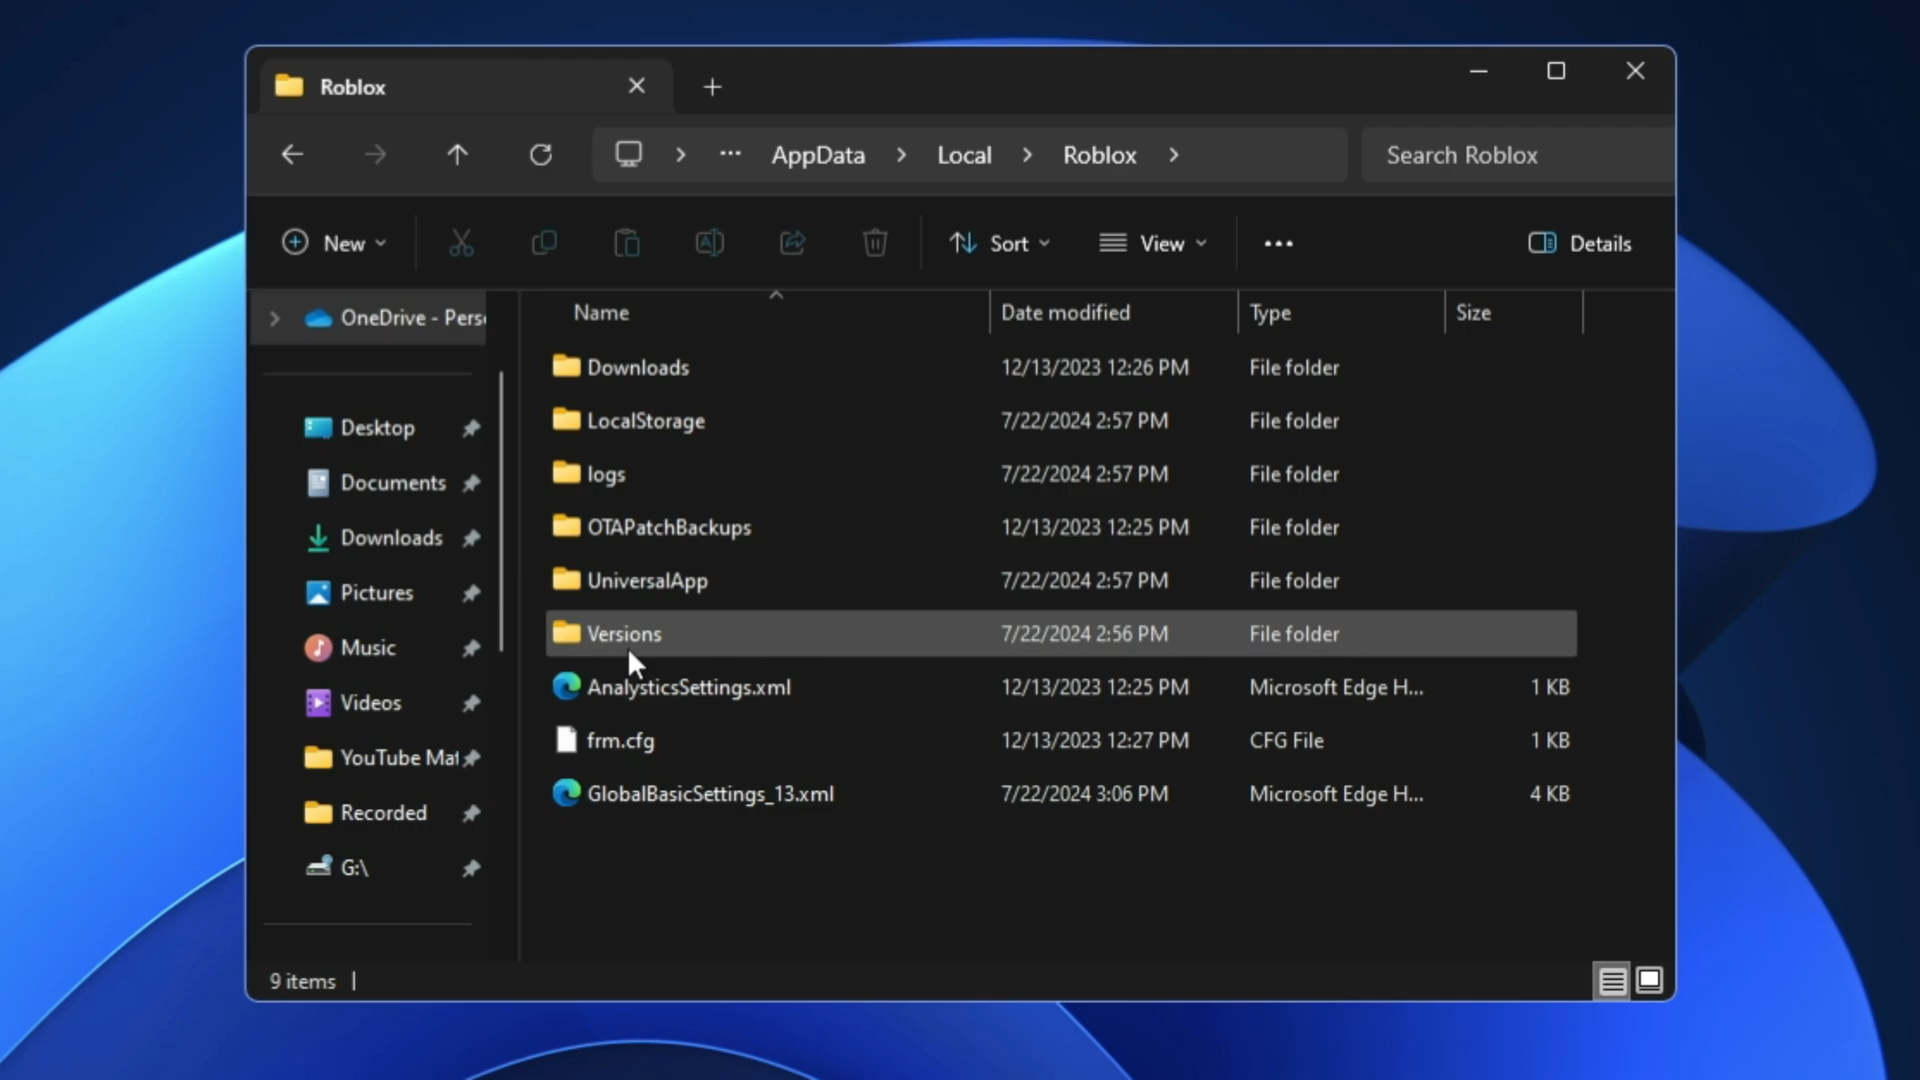 Roblox
AppData > Local > Roblox >
Search Roblox
New
Sort
View
Details
OneDrive - Pers
Desktop
Documents
Downloads
Pictures
Music
Videos
YouTube Mat
Recorded
G:\
Name Date modified Type Size
Downloads 12/13/2023 12:26 PM File folder
LocalStorage 7/22/2024 2:57 PM File folder
logs 7/22/2024 2:57 PM File folder
OTAPatchBackups 12/13/2023 12:25 PM File folder
UniversalApp 7/22/2024 2:57 PM File folder
Versions 7/22/2024 2:56 PM File folder
AnalysticsSettings.xml 12/13/2023 12:25 PM Microsoft Edge H... 1 KB
frm.cfg 12/13/2023 12:27 PM CFG File 1 KB
GlobalBasicSettings_13.xml 7/22/2024 3:06 PM Microsoft Edge H... 4 KB
9 items